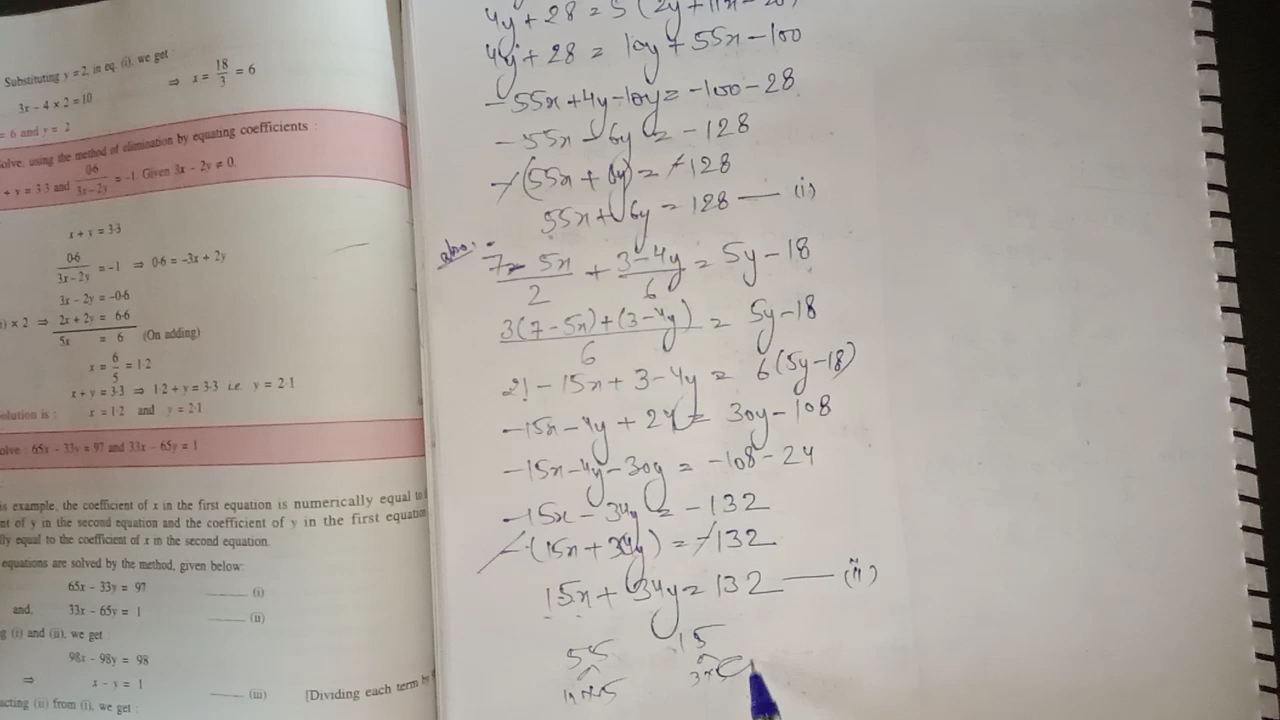 Substituting y = 2, in eq. (i), we get
3x - 4 × 2 = 10 ⇒ x = 18/3 = 6
= 6 and y = 2
olve, using the method of elimination by equating coefficients :
+ y = 3·3 and 0·6/3x-2y = -1. Given 3x - 2y ≠ 0.
x + y = 3·3
0·6/3x-2y = -1 ⇒ 0·6 = -3x + 2y
3x - 2y = -0·6
) × 2 ⇒ 2x + 2y = 6·6
5x = 6 (On adding)
x = 6/5 = 1·2
x + y = 3·3 ⇒ 1·2 + y = 3·3 i.e. y = 2·1
olution is : x = 1·2 and y = 2·1
olve : 65x - 33y = 97 and 33x - 65y = 1
is example, the coefficient of x in the first equation is numerically equal to
nt of y in the second equation and the coefficient of y in the first equation
lly equal to the coefficient of x in the second equation.
equations are solved by the method, given below:
65x - 33y = 97 (i)
and, 33x - 65y = 1 (ii)
g (i) and (ii), we get :
98x - 98y = 98
⇒ x - y = 1 (iii) [Dividing each term by
acting (ii) from (i), we get :
4y + 28 = 5 (2y + 11x - 20)
4y + 28 = 10y + 55x - 100
-55x + 4y - 10y = -100 - 28
-55x - 6y = -128
-(55x + 6y) = -128
55x + 6y = 128 — (i)
also,
7 - 5x/2 + 3-4y/6 = 5y - 18
3(7-5x)+(3-4y)/6 = 5y-18
21 - 15x + 3 - 4y = 6(5y-18)
-15x - 4y + 24 = 30y - 108
-15x - 4y - 30y = -108 - 24
-15x - 34y = -132
-(15x + 34y) = -132
15x + 34y = 132 — (ii)
55 15
11×5 3×